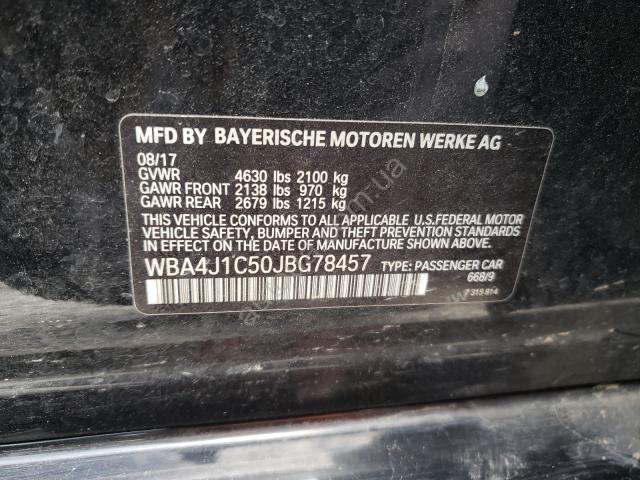 MFD BY BAYERISCHE MOTOREN WERKE AG
08/17
GVWR 4630 lbs 2100 kg
GAWR FRONT 2138 lbs 970 kg
GAWR REAR 2679 lbs 1215 kg
THIS VEHICLE CONFORMS TO ALL APPLICABLE U.S.FEDERAL MOTOR
VEHICLE SAFETY, BUMPER AND THEFT PREVENTION STANDARDS
IN EFFECT ON THE DATE OF MANUFACTURE SHOWN ABOVE.
WBA4J1C50JBG78457 TYPE: PASSENGER CAR
668/9
7 315 814